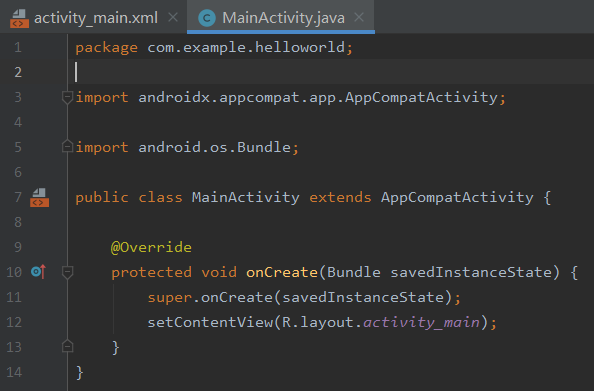 activity_main.xml MainActivity.java
1 package com.example.helloworld;
2
3 import androidx.appcompat.app.AppCompatActivity;
4
5 import android.os.Bundle;
6
7 public class MainActivity extends AppCompatActivity {
8
9 @Override
10 protected void onCreate(Bundle savedInstanceState) {
11 super.onCreate(savedInstanceState);
12 setContentView(R.layout.activity_main);
13 }
14 }